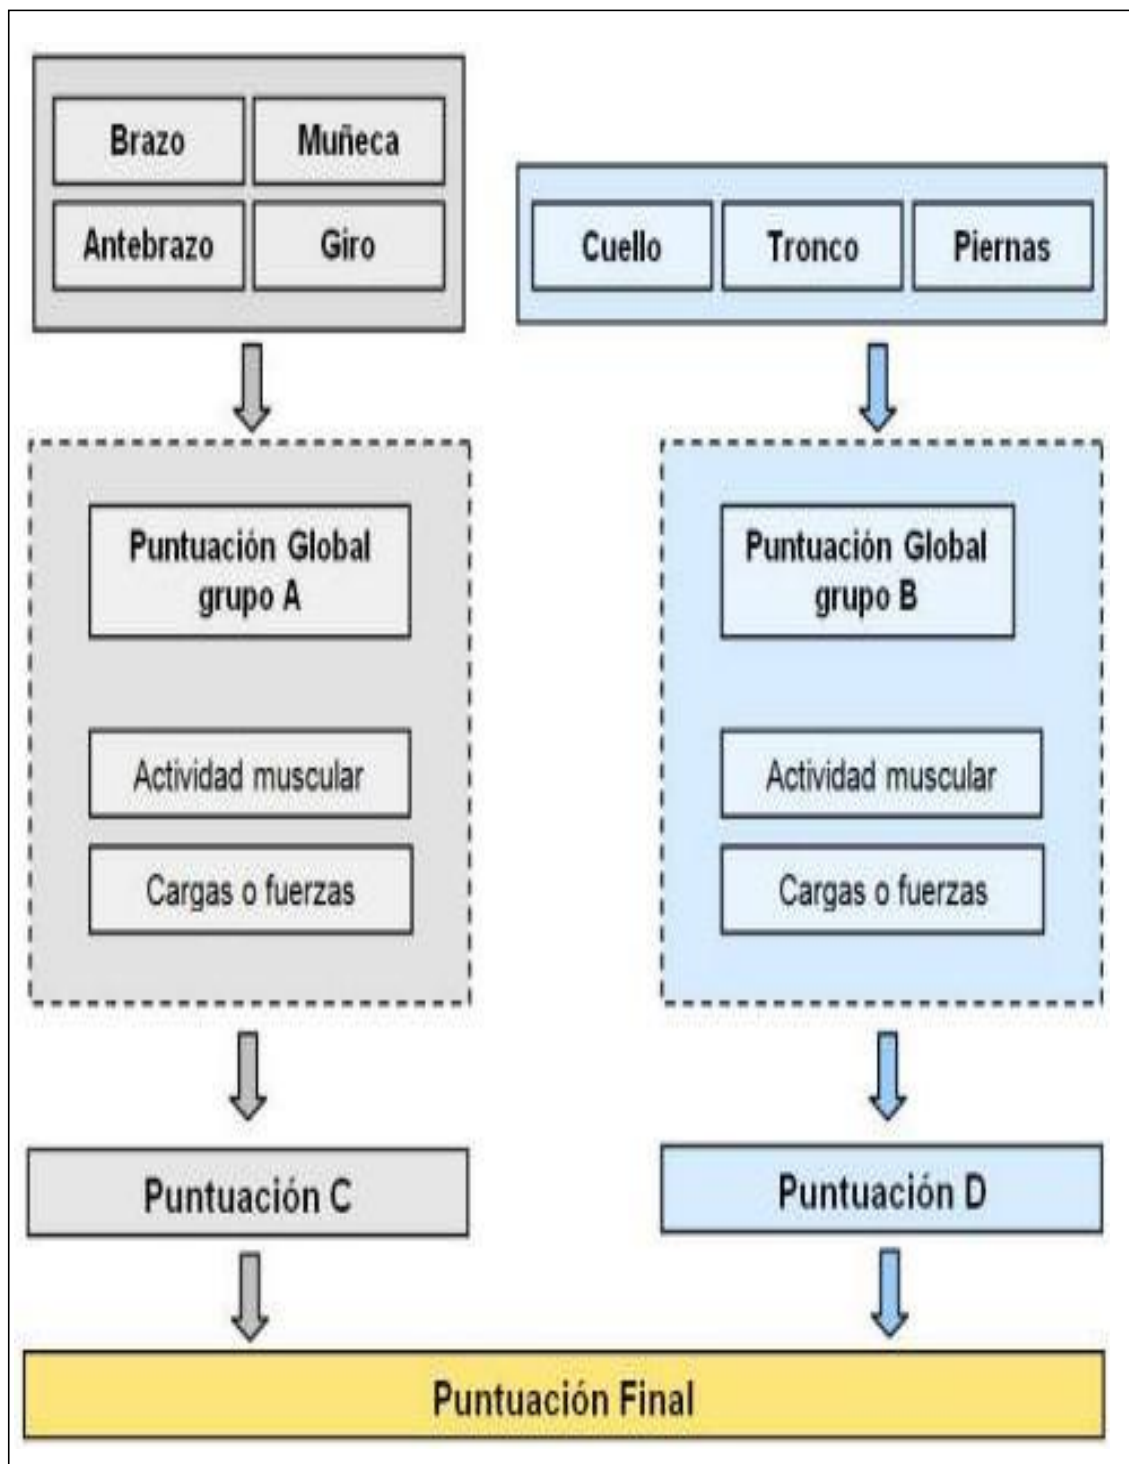 Brazo
Muñeca
Antebrazo
Giro
Cuello
Tronco
Piernas
Puntuación Global
grupo A
Actividad muscular
Cargas o fuerzas
Puntuación Global
grupo B
Actividad muscular
Cargas o fuerzas
Puntuación C
Puntuación D
Puntuación Final